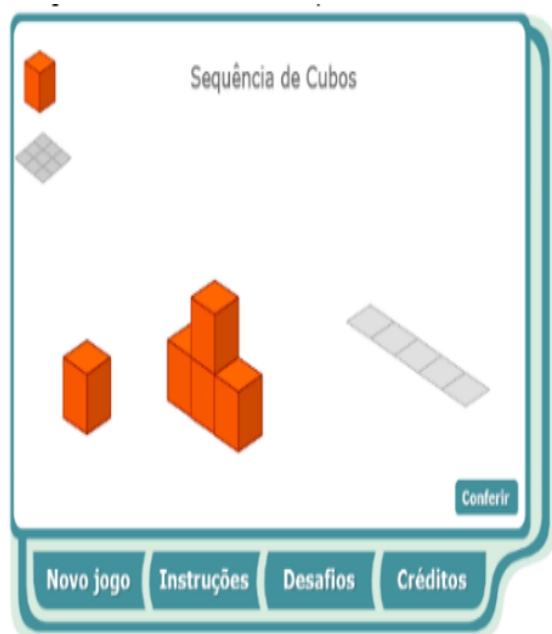 Sequência de Cubos
Conferir
Novo jogo
Instruções
Desafios
Créditos